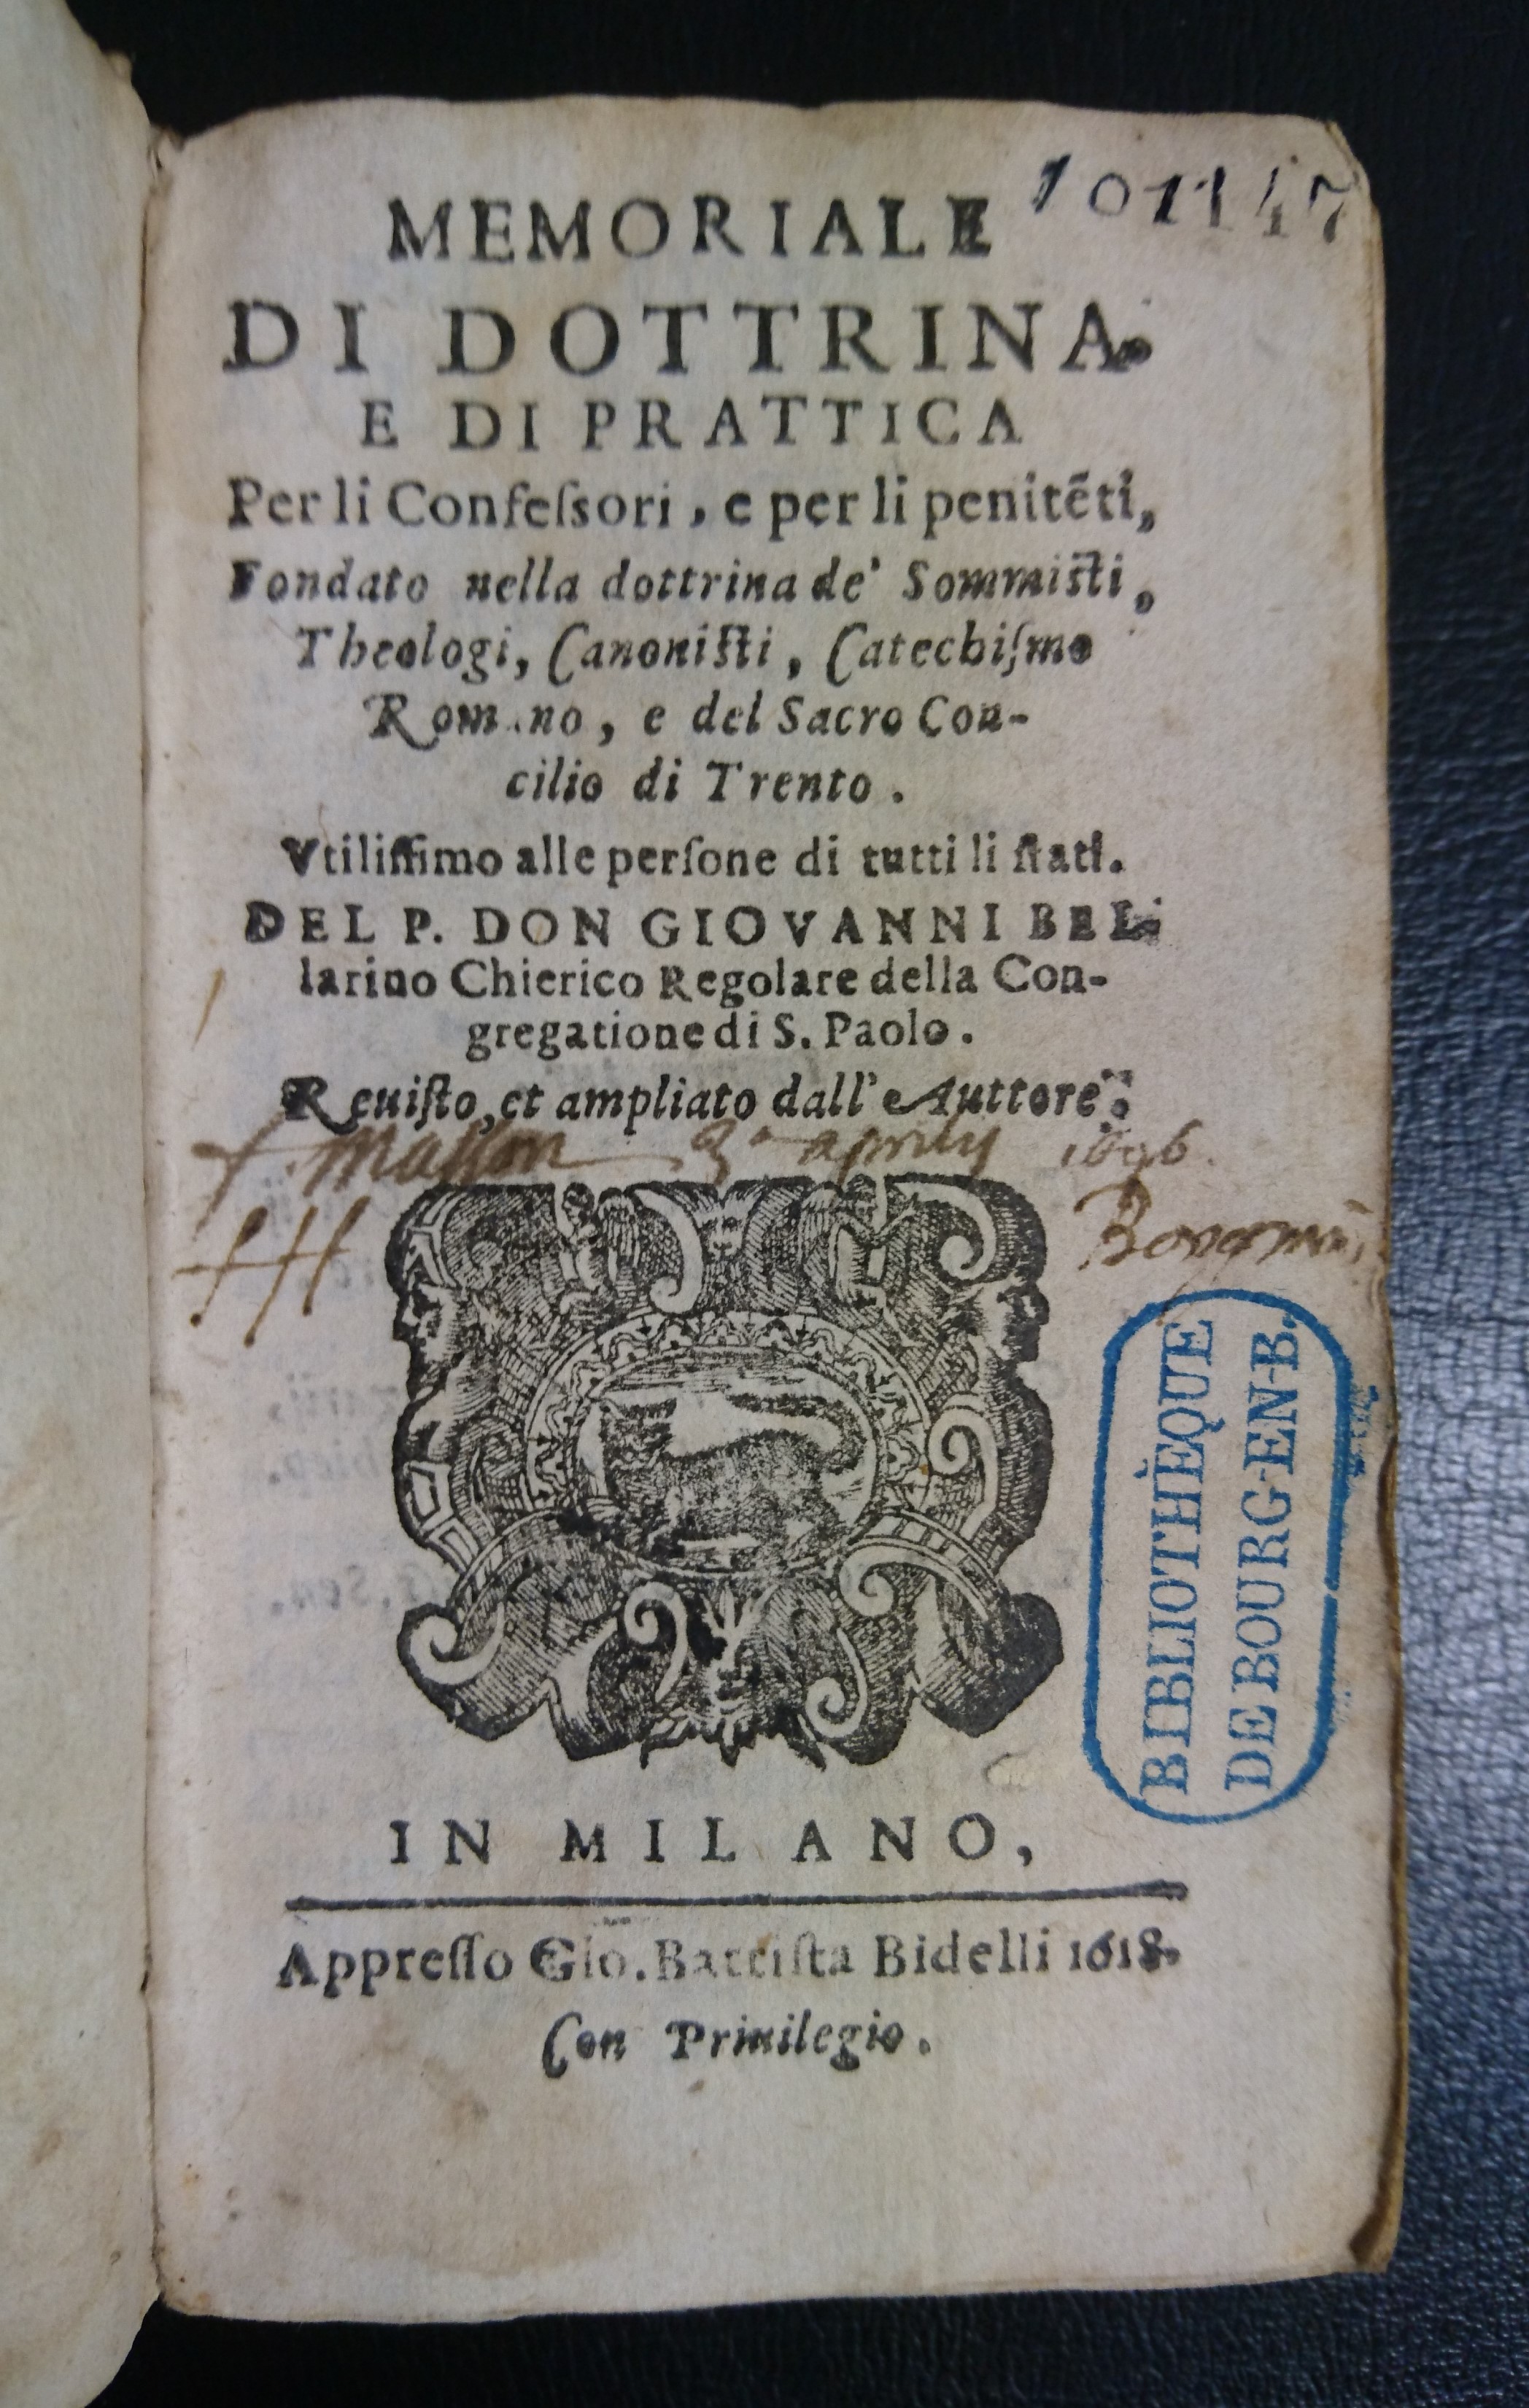 101147
MEMORIALE
DI DOTTRINA
E DI PRATTICA
Per li Confeſsori, e per li penitēti,
Fondato nella dottrina de' Sommiſti,
Theologi, Canoniſti, Catechiſmo
Romano, e del Sacro Con-
cilio di Trento.
Vtiliſſimo alle perſone di tutti li ſtati.
DEL P. DON GIOVANNI BEL-
larino Chierico Regolare della Con-
gregatione di S. Paolo.
Reuiſto, et ampliato dall' Auttore.
Maſſon 3a aprilis
BIBLIOTHÈQUE
DE BOURG-EN-B.
IN MILANO,
Appreſſo Gio. Battiſta Bidelli 1618.
Con Priuilegio.